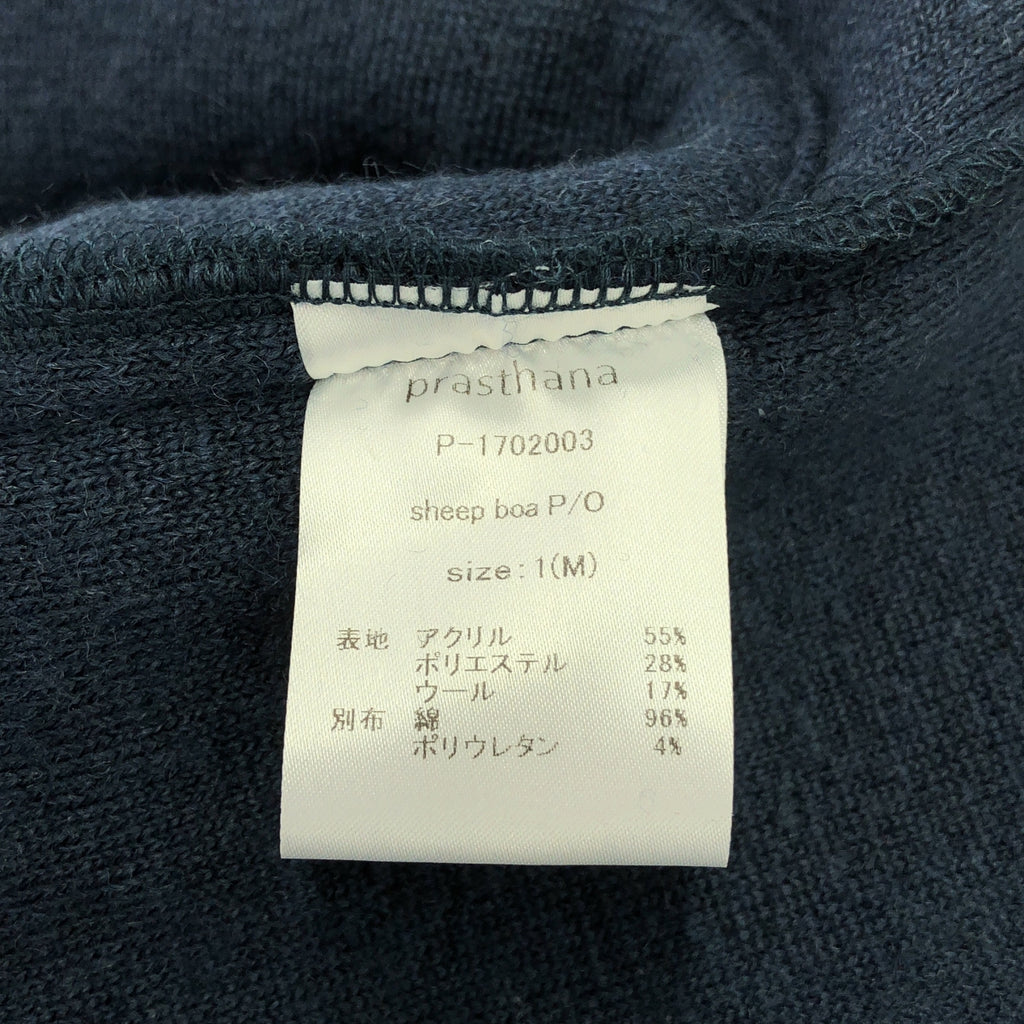 prasthana
P-1702003
sheep boa P/O
size: 1(M)
表地 アクリル 55%
ポリエステル 28%
ウール 17%
別布 綿 96%
ポリウレタン 4%